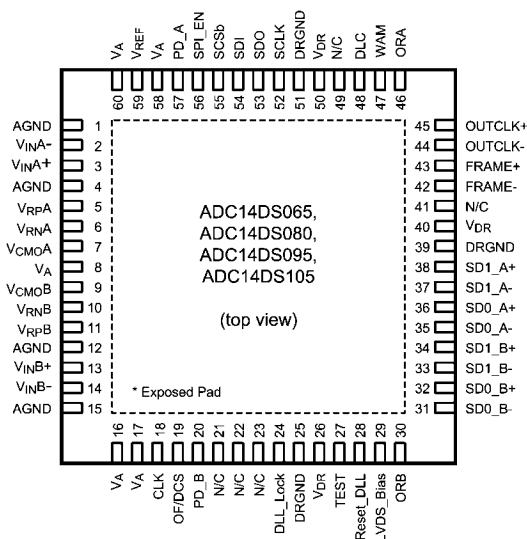 VA
VREF
VA
PD_A
SPI_EN
SCSb
SDI
SDO
SCLK
DRGND
VDR
N/C
DLC
WAM
ORA
60
59
58
57
56
55
54
53
52
51
50
49
48
47
46
AGND 1
VINA- 2
VINA+ 3
AGND 4
VRPA 5
VRNA 6
VCMOA 7
VA 8
VCMOB 9
VRNB 10
VRPB 11
AGND 12
VINB+ 13
VINB- 14
AGND 15
ADC14DS065,
ADC14DS080,
ADC14DS095,
ADC14DS105
(top view)
* Exposed Pad
45 OUTCLK+
44 OUTCLK-
43 FRAME+
42 FRAME-
41 N/C
40 VDR
39 DRGND
38 SD1_A+
37 SD1_A-
36 SD0_A+
35 SD0_A-
34 SD1_B+
33 SD1_B-
32 SD0_B+
31 SD0_B-
16
17
18
19
20
21
22
23
24
25
26
27
28
29
30
VA
VA
CLK
OF/DCS
PD_B
N/C
N/C
N/C
DLL_Lock
DRGND
VDR
TEST
Reset_DLL
LVDS_Bias
ORB